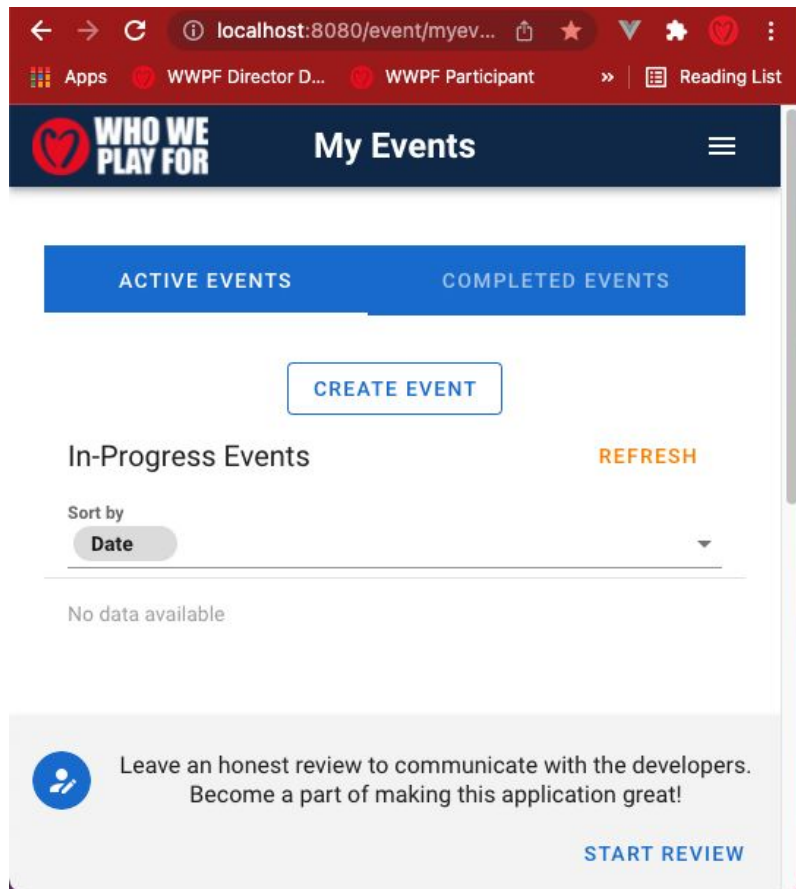 localhost:8080/event/myev...
Apps WWPF Director D... WWPF Participant » Reading List
WHO WE
PLAY FOR
My Events
ACTIVE EVENTS COMPLETED EVENTS
CREATE EVENT
In-Progress Events REFRESH
Sort by
Date
No data available
Leave an honest review to communicate with the developers.
Become a part of making this application great!
START REVIEW